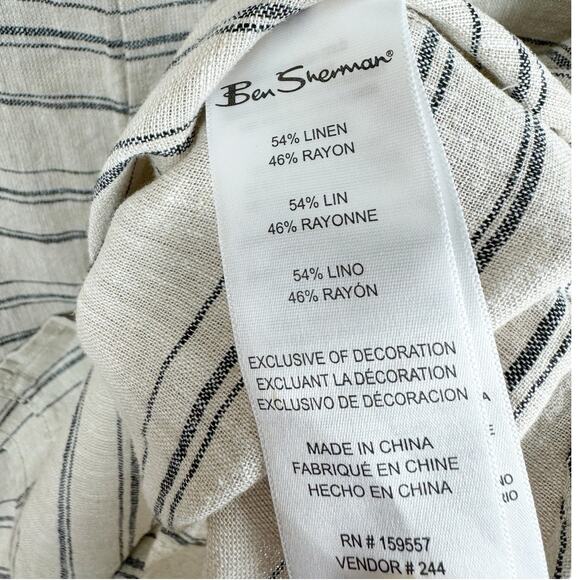 Ben Sherman®
54% LINEN
46% RAYON
54% LIN
46% RAYONNE
54% LINO
46% RAYÓN
EXCLUSIVE OF DECORATION
EXCLUANT LA DÉCORATION
EXCLUSIVO DE DECORACION
MADE IN CHINA
FABRIQUÉ EN CHINE
HECHO EN CHINA
RN # 159557
VENDOR # 244